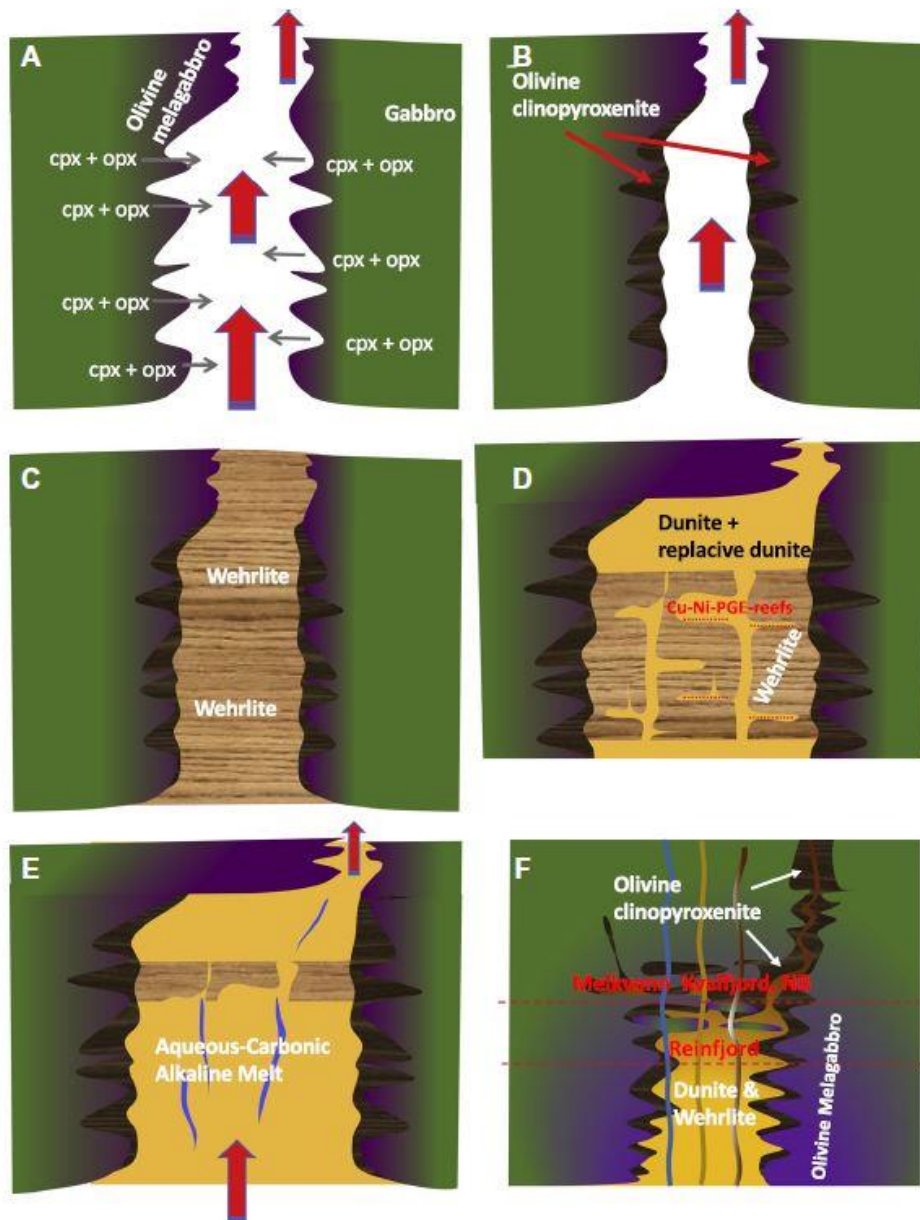 A
Olivine
melagabbro
Gabbro
cpx + opx
cpx + opx
cpx + opx
cpx + opx
cpx + opx
cpx + opx
cpx + opx
B
Olivine
clinopyroxenite
C
Wehrlite
Wehrlite
D
Dunite +
replacive dunite
Cu-Ni-PGE-reefs
Wehrlite
E
Aqueous-Carbonic
Alkaline Melt
F
Olivine
clinopyroxenite
Melkvann Kvalfjord, NB
Reinfjord
Dunite &
Wehrlite
Olivine Melagabbro